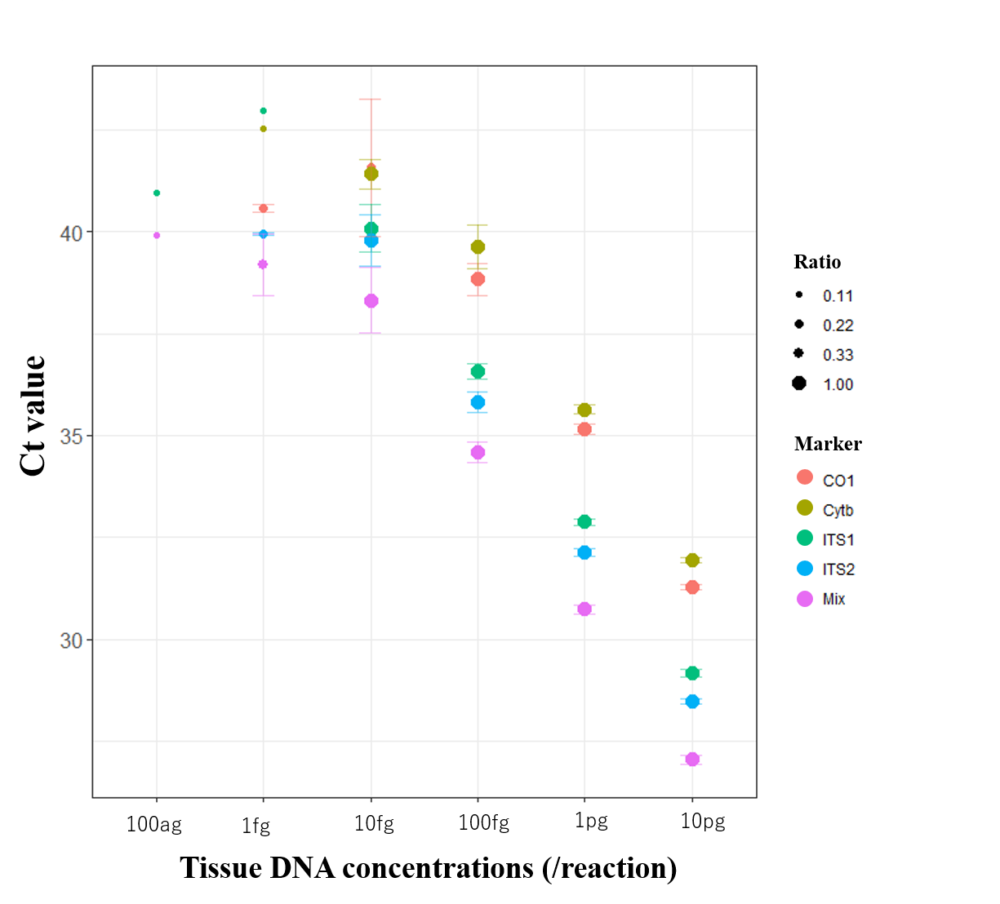 Ct value
40
35
30
100ag 1fg 10fg 100fg 1pg 10pg
Tissue DNA concentrations (/reaction)
Ratio
0.11
0.22
0.33
1.00
Marker
CO1
Cytb
ITS1
ITS2
Mix